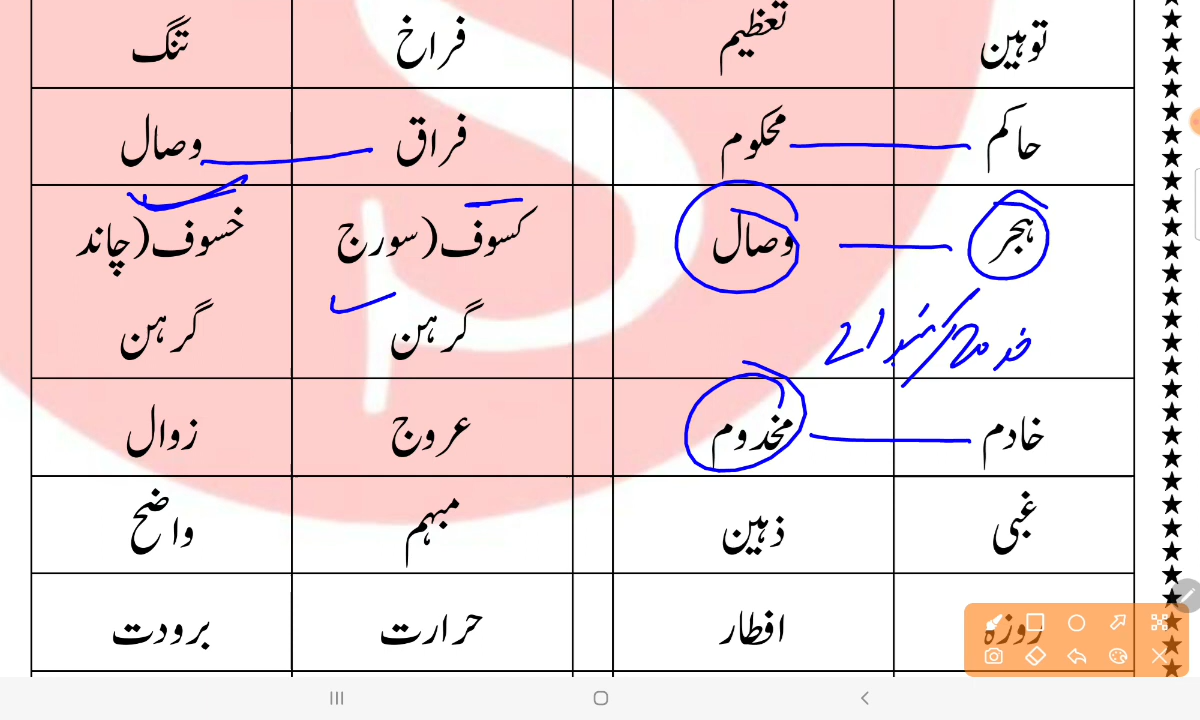 توہین تعظیم فراخ تنگ
حاکم محکوم فراق وصال
ہجر وصال کسوف(سورج خسوف(چاند
گرہن گرہن
خادم مخدوم عروج زوال
غبی ذہین مبہم واضح
روزہ افطار حرارت برودت